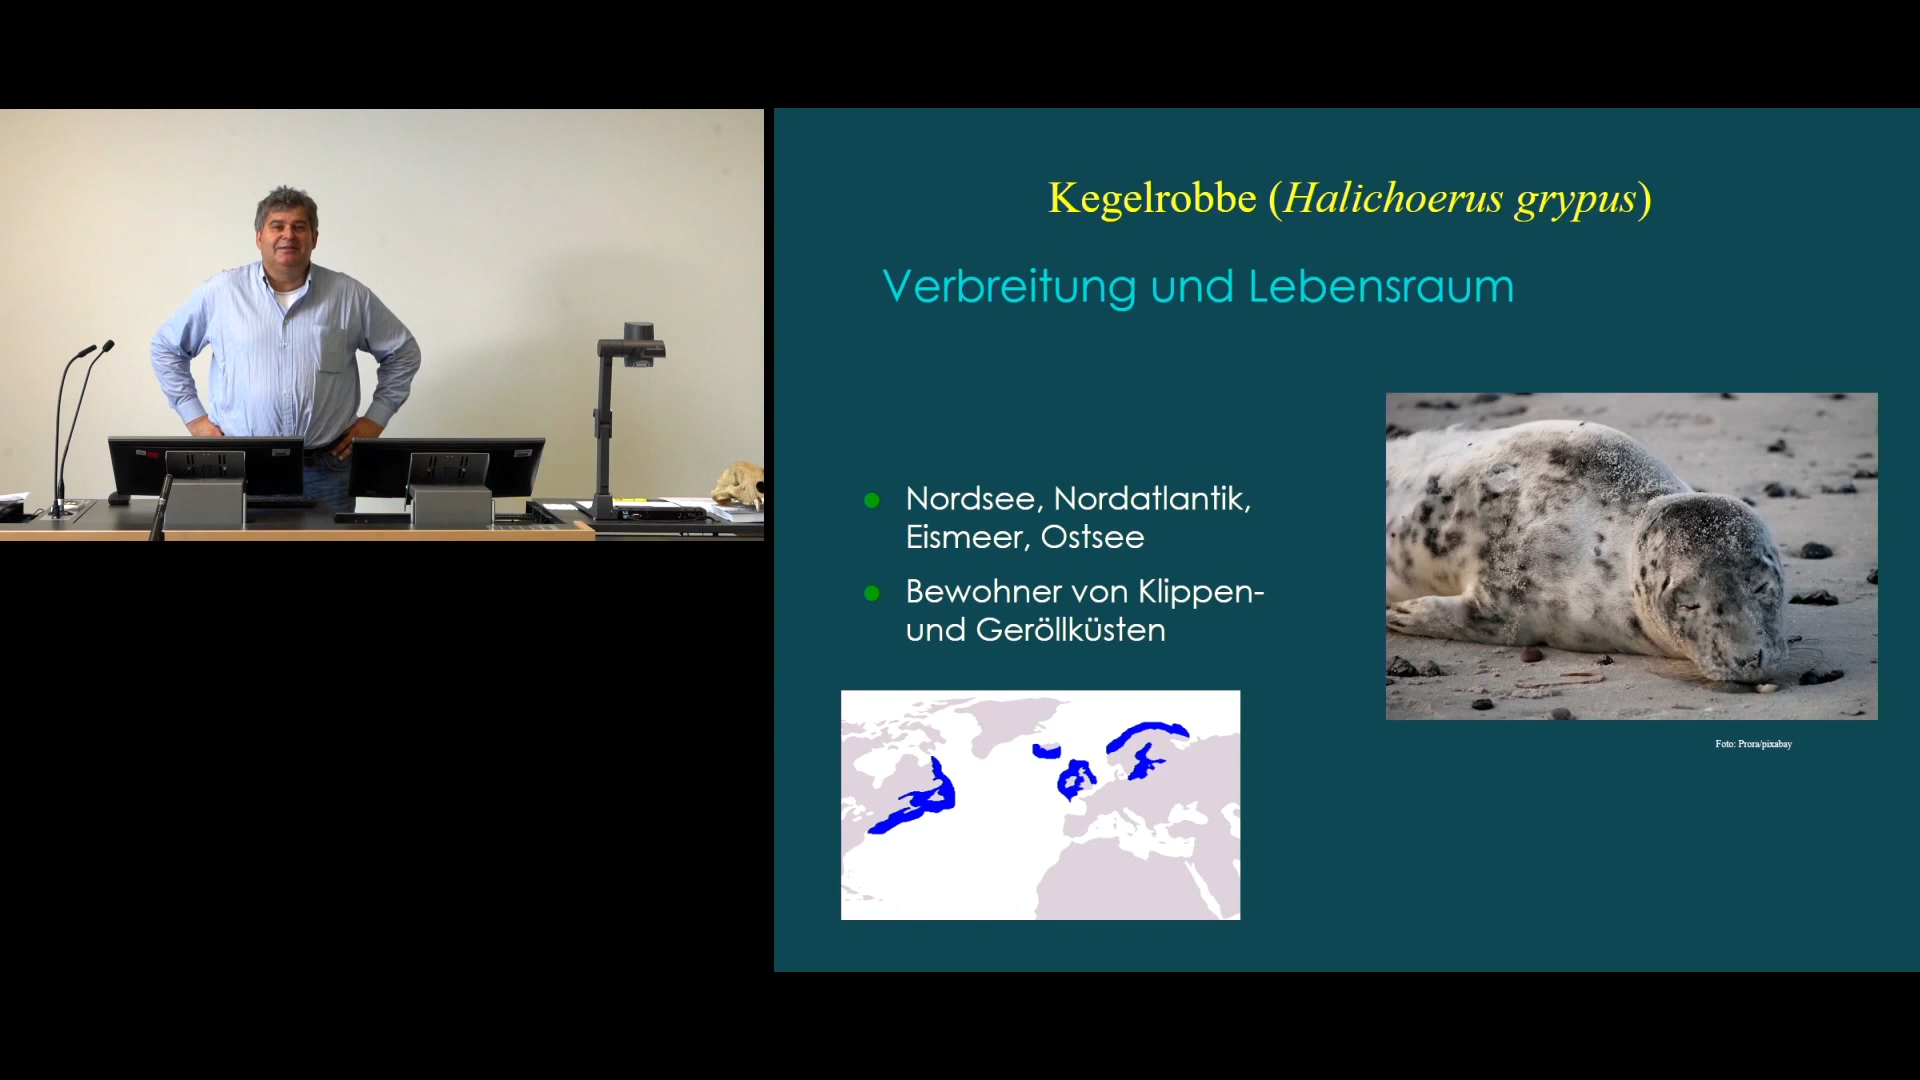 Kegelrobbe (Halichoerus grypus)
Verbreitung und Lebensraum
Nordsee, Nordatlantik,
Eismeer, Ostsee
Bewohner von Klippen-
und Geröllküsten
Foto: Prora/pixabay